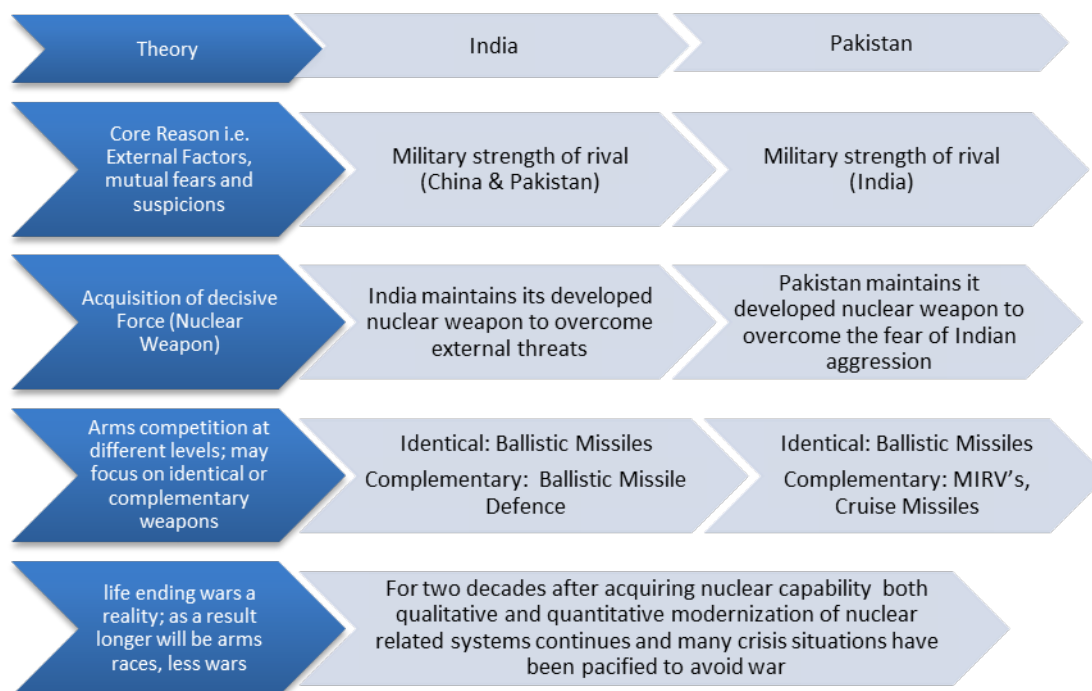 Theory
India
Pakistan
Core Reason i.e.
External Factors,
mutual fears and
suspicions
Military strength of rival
(China & Pakistan)
Military strength of rival
(India)
Acquisition of decisive
Force (Nuclear
Weapon)
India maintains its developed
nuclear weapon to overcome
external threats
Pakistan maintains it
developed nuclear weapon to
overcome the fear of Indian
aggression
Arms competition at
different levels; may
focus on identical or
complementary
weapons
Identical: Ballistic Missiles
Complementary: Ballistic Missile
Defence
Identical: Ballistic Missiles
Complementary: MIRV's,
Cruise Missiles
life ending wars a
reality; as a result
longer will be arms
races, less wars
For two decades after acquiring nuclear capability both
qualitative and quantitative modernization of nuclear
related systems continues and many crisis situations have
been pacified to avoid war